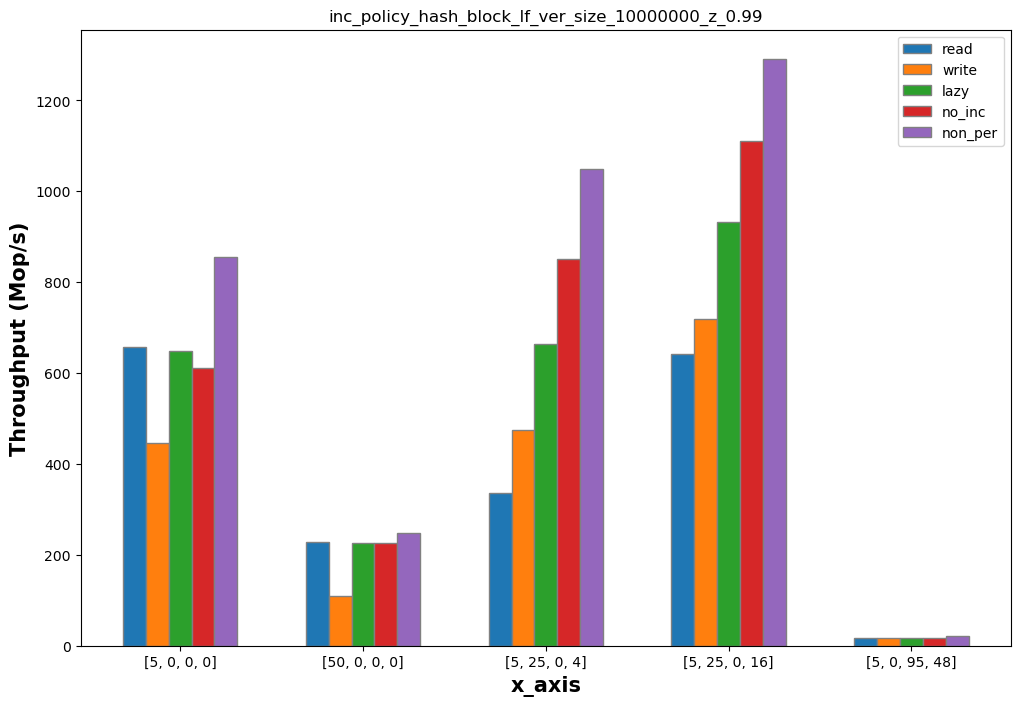 inc_policy_hash_block_lf_ver_size_10000000_z_0.99
read
write
lazy
no_inc
non_per
Throughput (Mop/s)
1200
1000
800
600
400
200
0
[5, 0, 0, 0] [50, 0, 0, 0] [5, 25, 0, 4] [5, 25, 0, 16] [5, 0, 95, 48]
x_axis